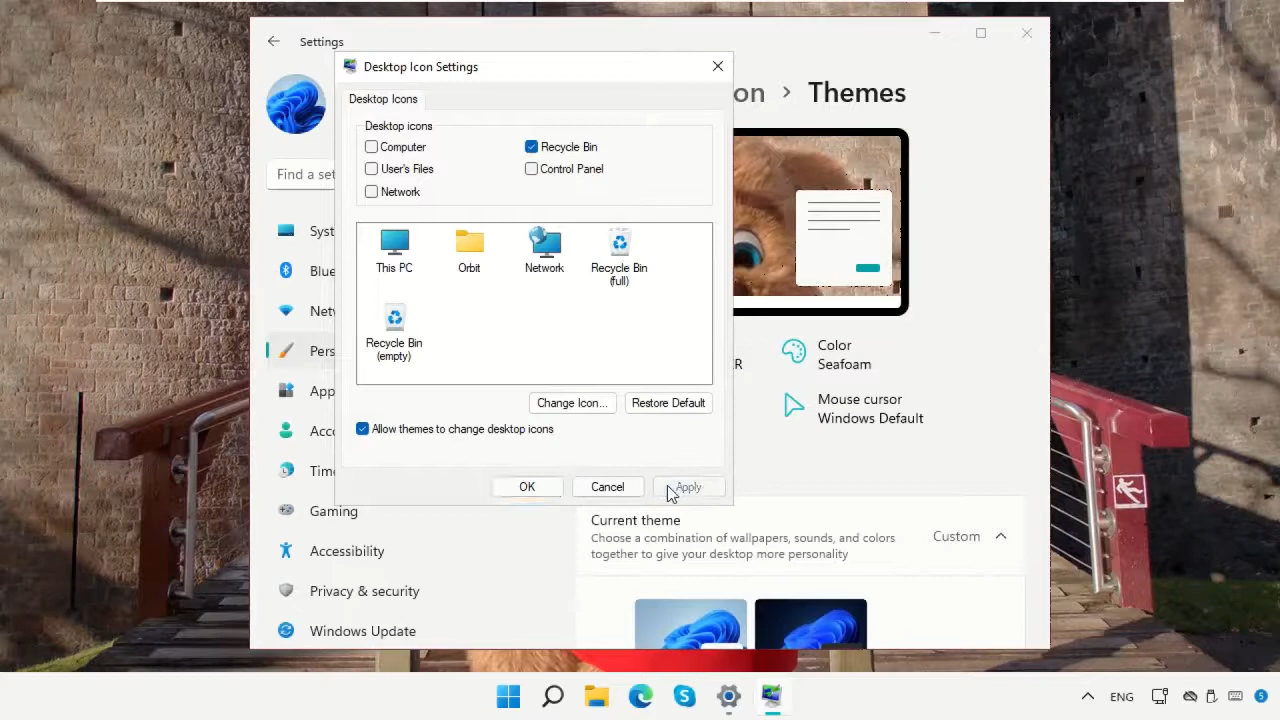 Settings
Desktop Icon Settings
Desktop Icons
on > Themes
Desktop icons
Computer
Recycle Bin
User's Files
Control Panel
Network
Find a set
Syst
Blue
Netw
Pers
App
Acco
Time
Gaming
Accessibility
Privacy & security
Windows Update
This PC
Orbit
Network
Recycle Bin
(full)
Recycle Bin
(empty)
Change Icon...
Restore Default
Allow themes to change desktop icons
OK
Cancel
Apply
R
Color
Seafoam
Mouse cursor
Windows Default
Current theme
Choose a combination of wallpapers, sounds, and colors
together to give your desktop more personality
Custom
ENG
5